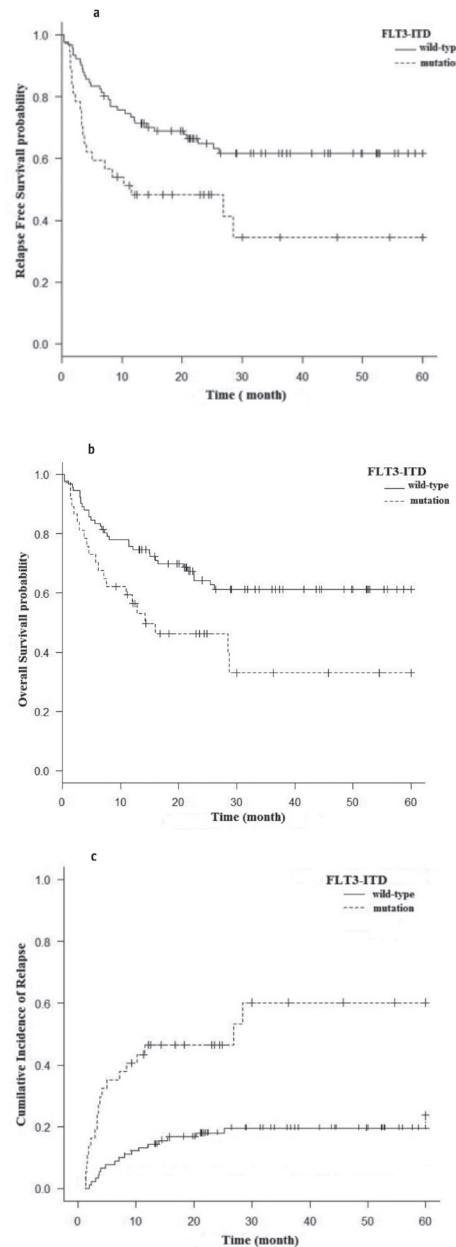 a
FLT3-ITD
wild-type
mutation
1.0
0.8
0.6
0.4
0.2
0.0
Relapse Free Survivall probability
0 10 20 30 40 50 60
Time ( month)
b
FLT3-ITD
wild-type
mutation
1.0
0.8
0.6
0.4
0.2
0.0
Overall Survivall probability
0 10 20 30 40 50 60
Time (month)
c
FLT3-ITD
wild-type
mutation
1.0
0.8
0.6
0.4
0.2
0.0
Cumilative Incidence of Relapse
0 10 20 30 40 50 60
Time (month)